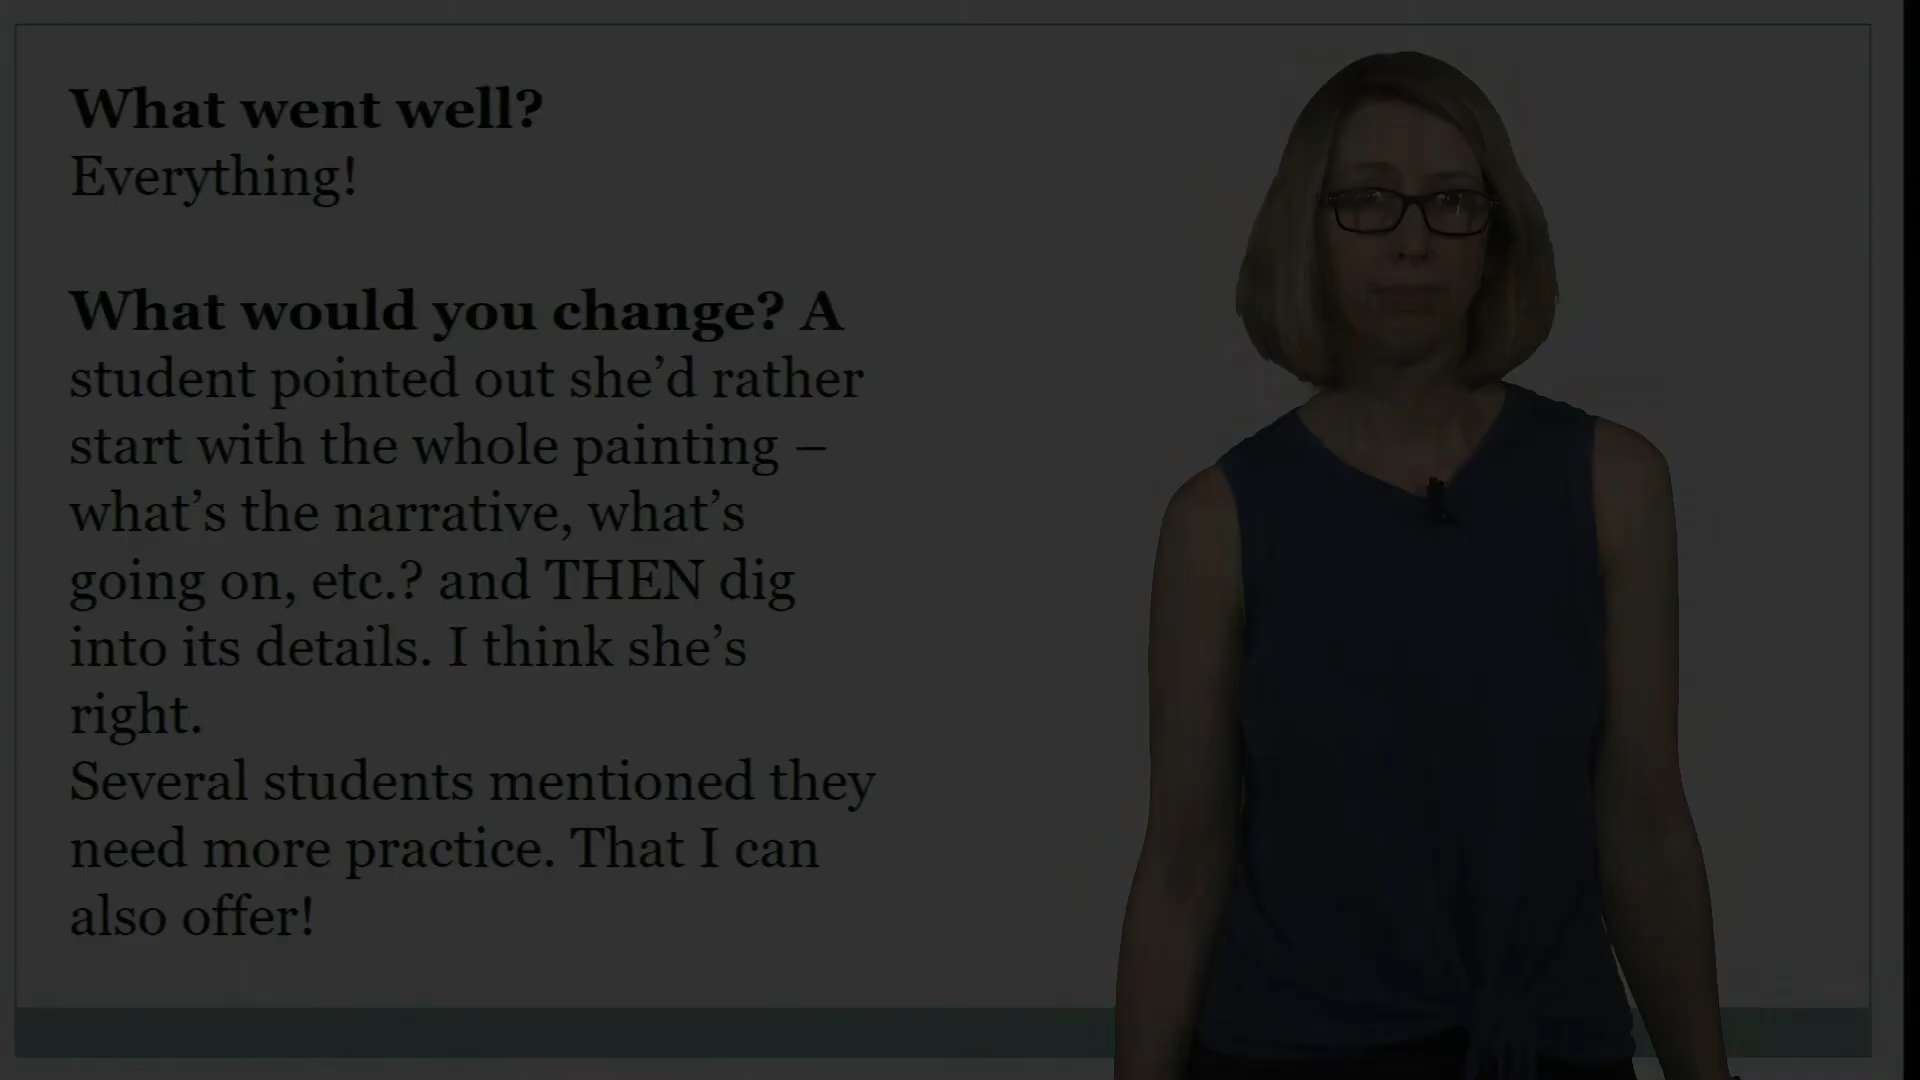 What went well?
Everything!
What would you change? A
student pointed out she’d rather
start with the whole painting –
what’s the narrative, what’s
going on, etc.? and THEN dig
into its details. I think she’s
right.
Several students mentioned they
need more practice. That I can
also offer!